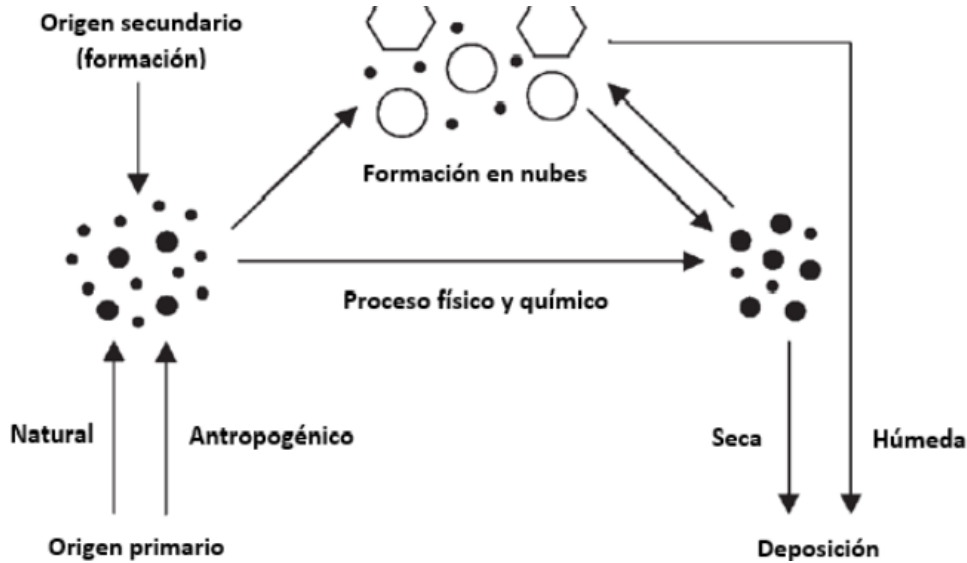 Origen secundario
(formación)
Formación en nubes
Proceso físico y químico
Natural
Antropogénico
Seca
Húmeda
Origen primario
Deposición